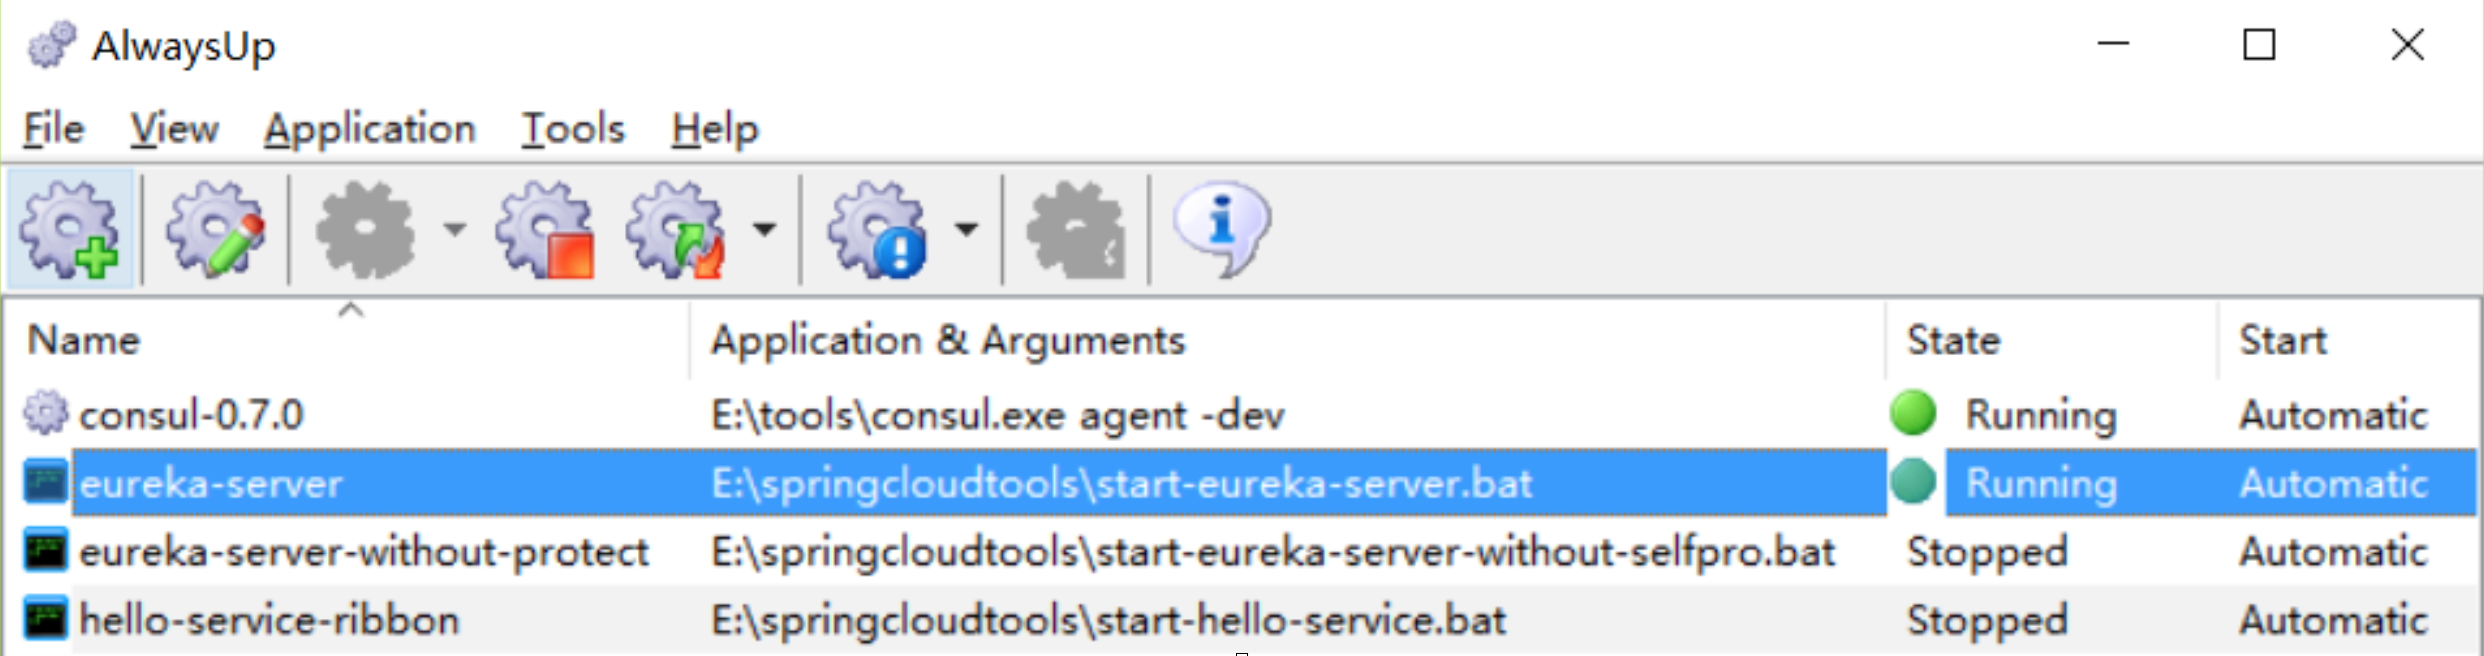 AlwaysUp
File View Application Tools Help
Name Application & Arguments State Start
consul-0.7.0 E:\tools\consul.exe agent -dev Running Automatic
eureka-server E:\springcloudtools\start-eureka-server.bat Running Automatic
eureka-server-without-protect E:\springcloudtools\start-eureka-server-without-selfpro.bat Stopped Automatic
hello-service-ribbon E:\springcloudtools\start-hello-service.bat Stopped Automatic